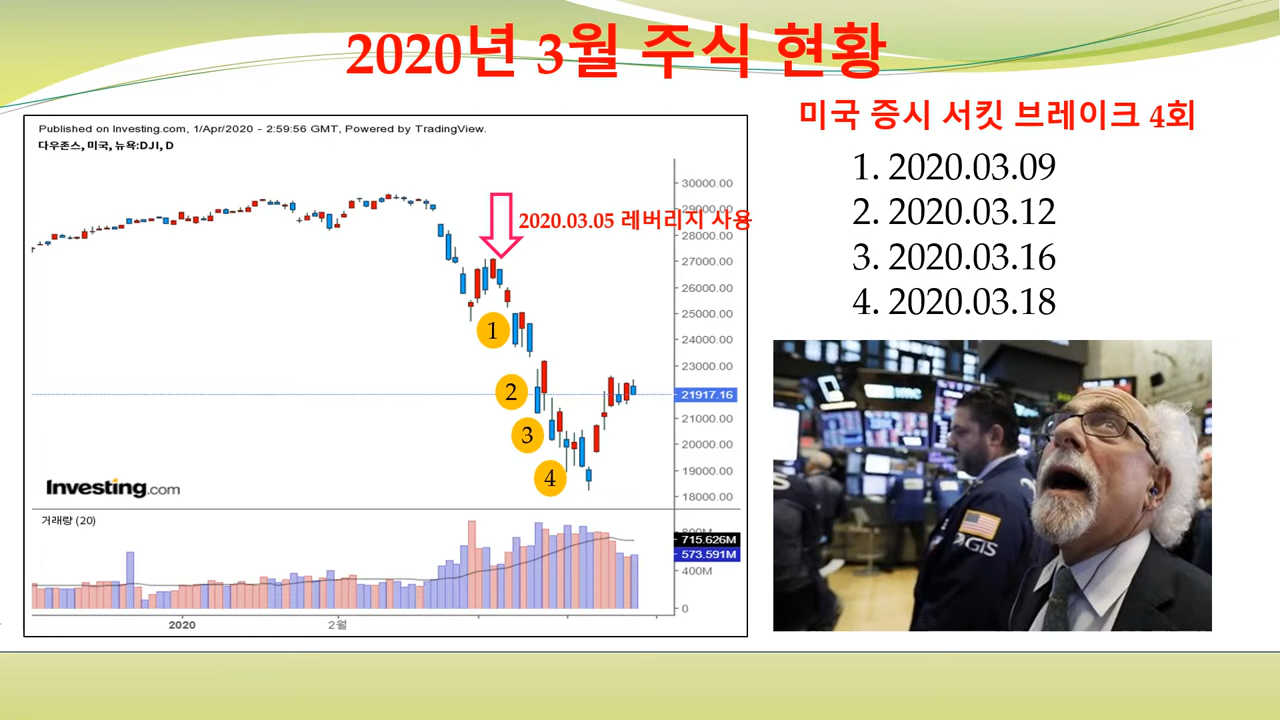 2020년 3월 주식 현황
미국 증시 서킷 브레이크 4회
1. 2020.03.09
2. 2020.03.12
3. 2020.03.16
4. 2020.03.18
Published on Investing.com, 1/Apr/2020 - 2:59:56 GMT, Powered by TradingView.
다우존스, 미국, 뉴욕:DJI, D
2020.03.05 레버리지 사용
30000.00
29000.00
28000.00
27000.00
26000.00
25000.00
24000.00
23000.00
21917.16
21000.00
20000.00
19000.00
18000.00
1
2
3
4
Investing.com
거래량 (20)
800M
715.626M
573.591M
400M
0
2020
2월
GIS